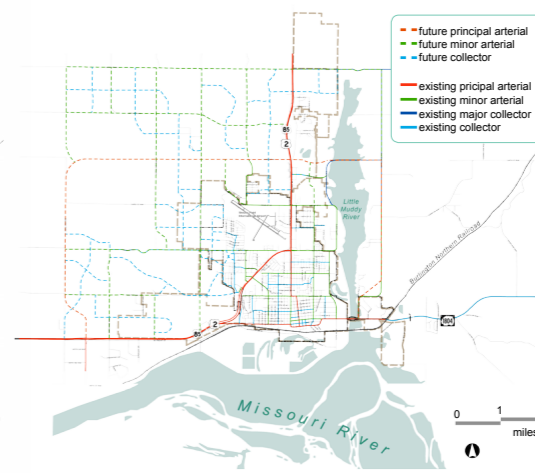 future principal arterial
future minor arterial
future collector
existing pricipal arterial
existing minor arterial
existing major collector
existing collector
85
2
Little
Muddy
River
Burlington Northern Railroad
1804
85
2
Missouri River
0 1
miles